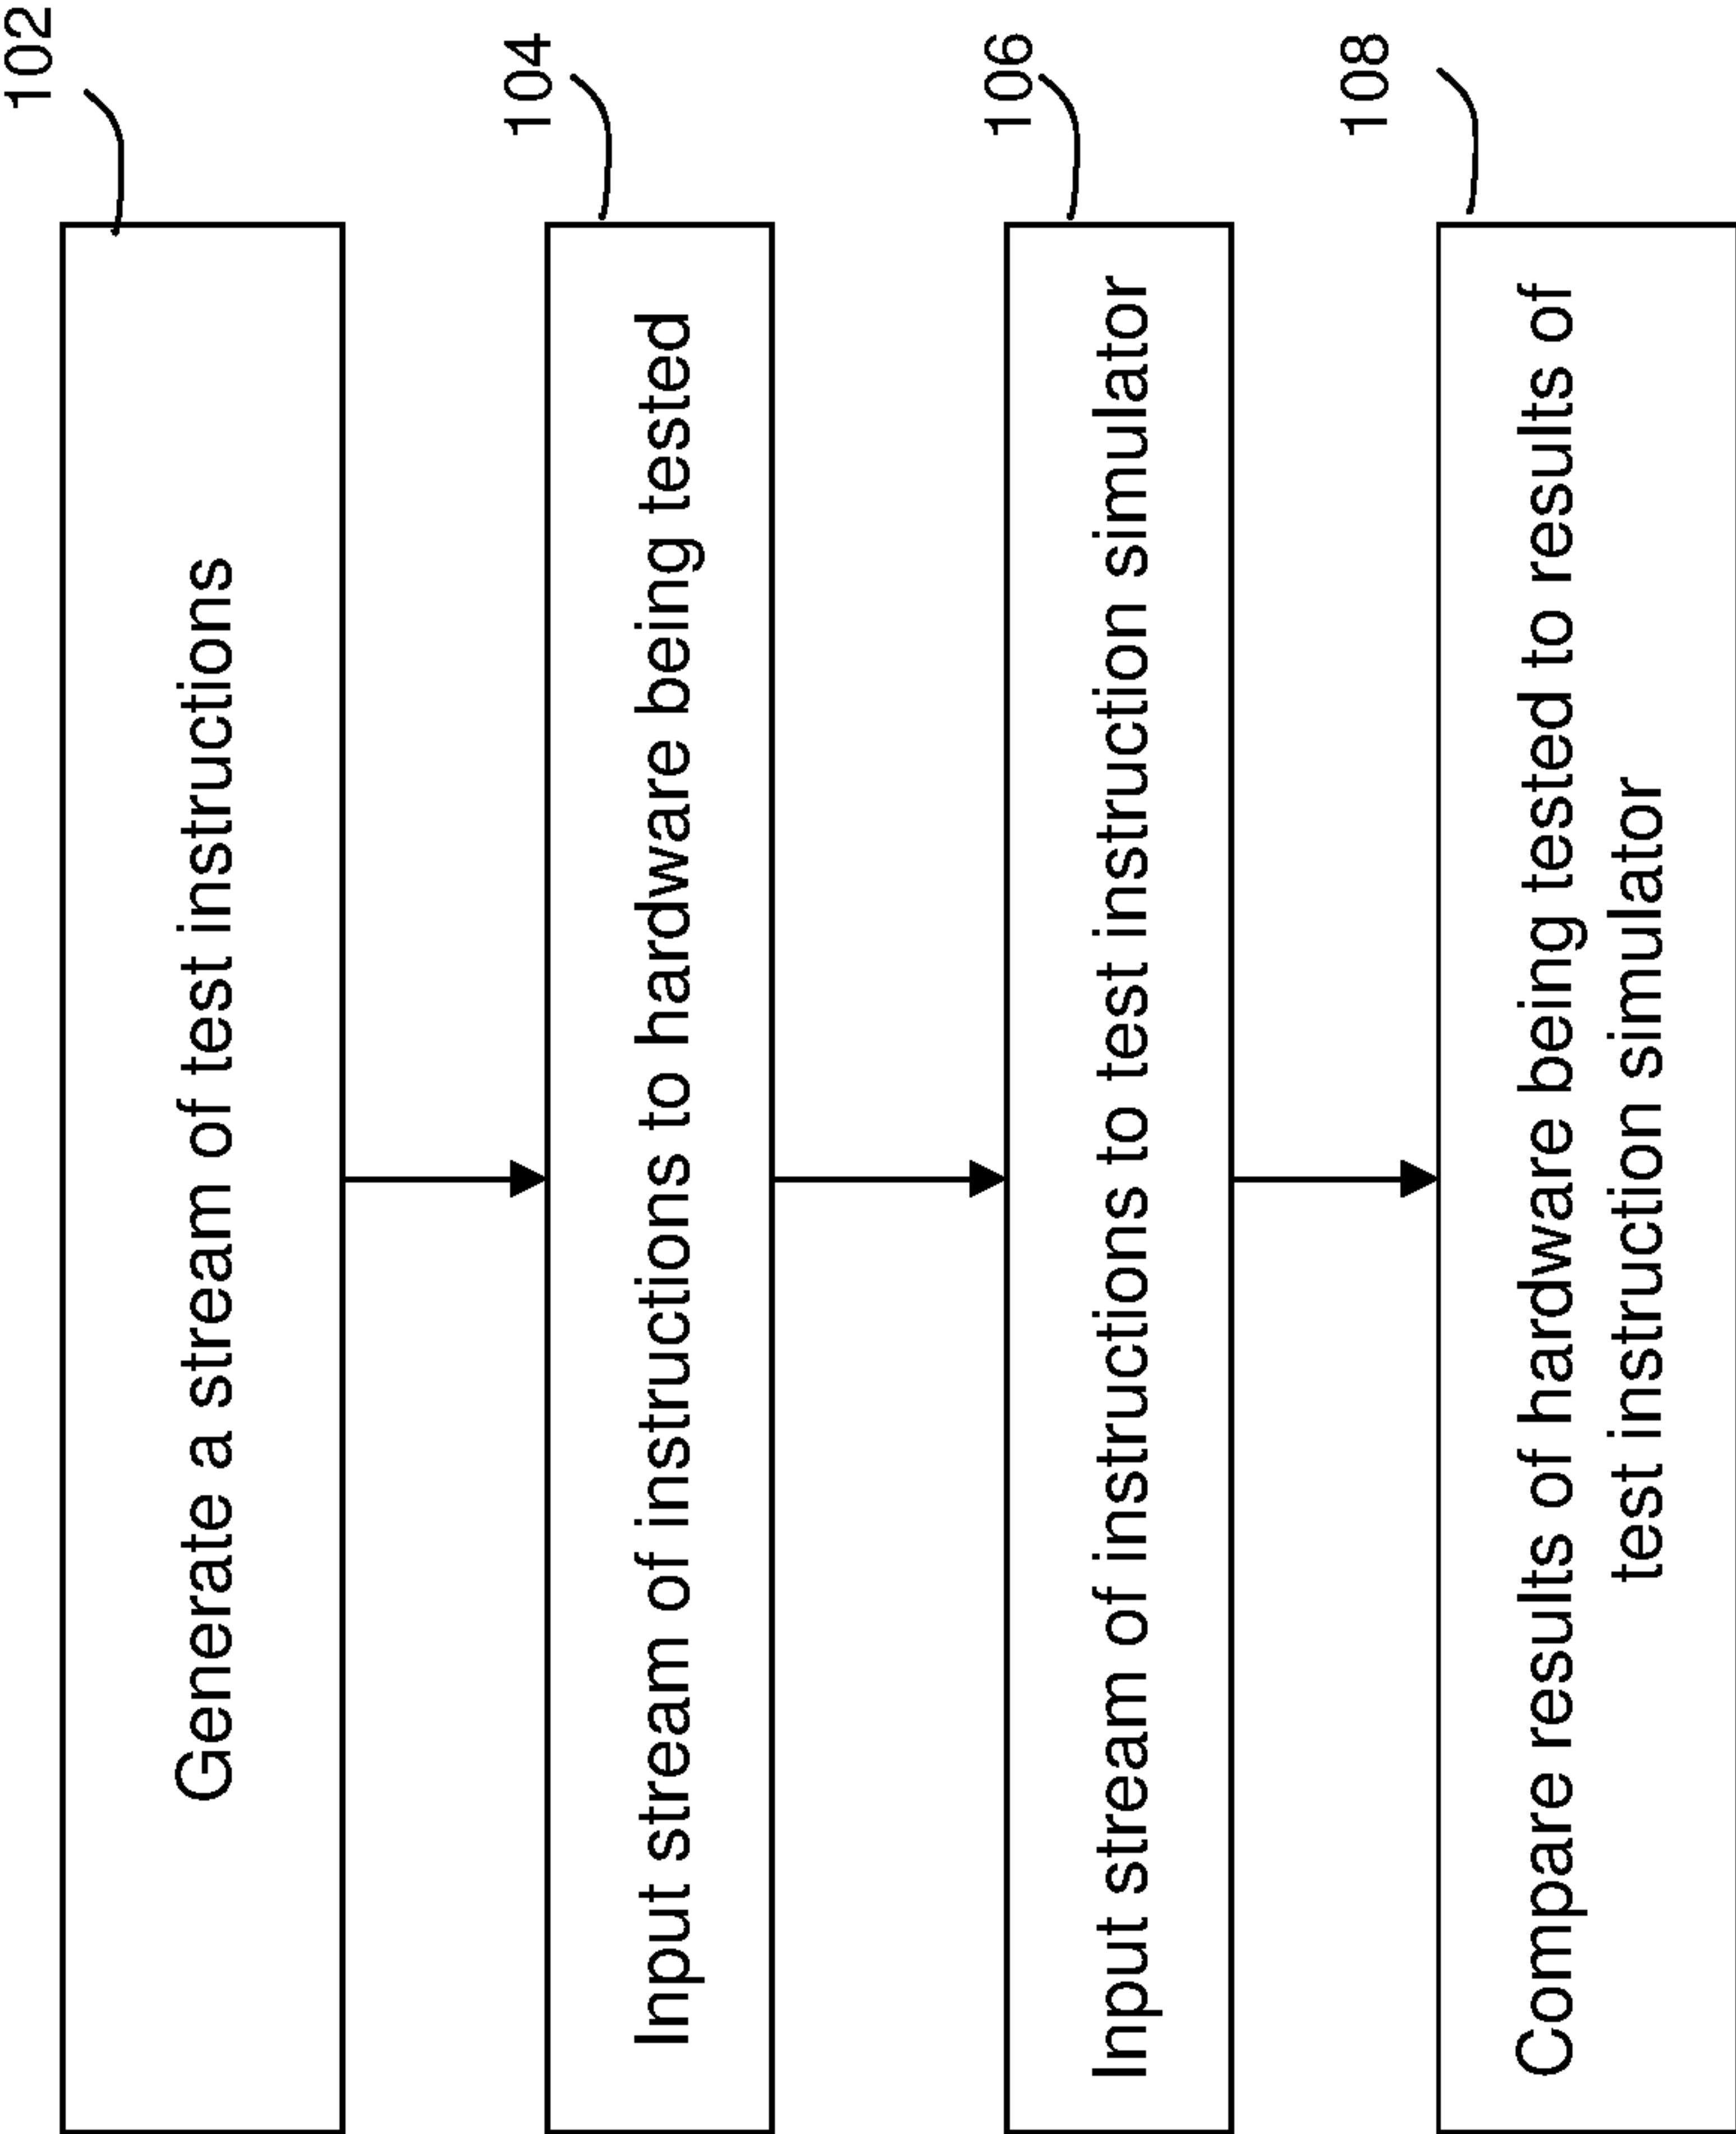 102
Generate a stream of test instructions
104
Input stream of instructions to hardware being tested
106
Input stream of instructions to test instruction simulator
108
Compare results of hardware being tested to results of
test instruction simulator